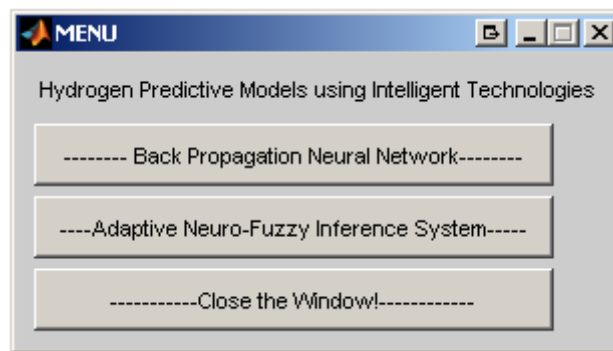 MENU
Hydrogen Predictive Models using Intelligent Technologies
-------- Back Propagation Neural Network--------
----Adaptive Neuro-Fuzzy Inference System-----
-----------Close the Window!------------